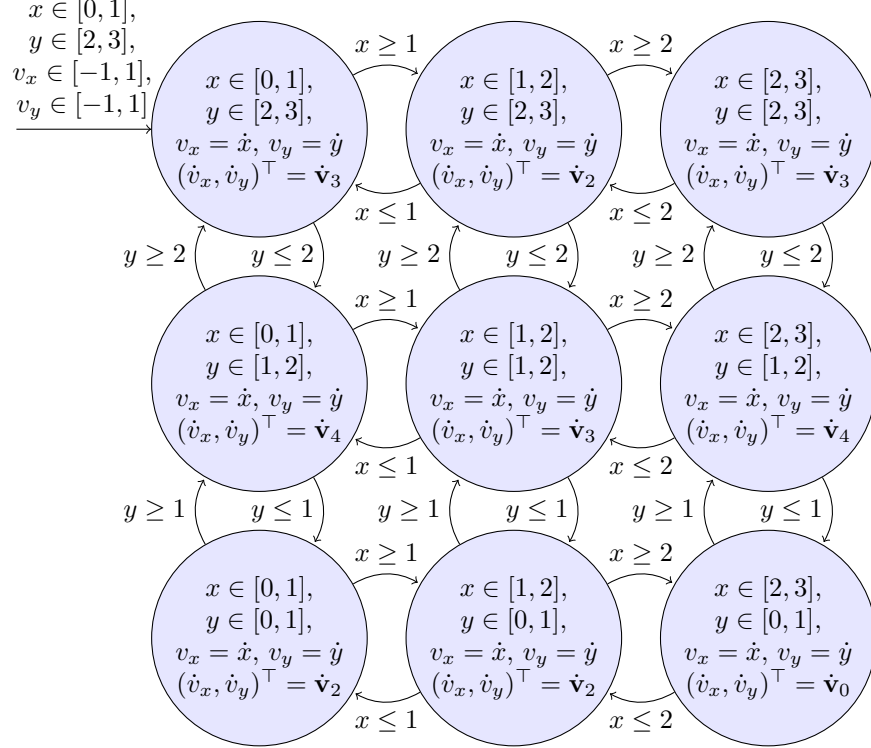 x ∈ [0, 1],
y ∈ [2, 3],
v_x ∈ [−1, 1],
v_y ∈ [−1, 1]
x ∈ [0, 1],
y ∈ [2, 3],
v_x = ẋ, v_y = ẏ
(v̇_x, v̇_y)^⊤ = v̇_3
x ≥ 1
x ≤ 1
x ∈ [1, 2],
y ∈ [2, 3],
v_x = ẋ, v_y = ẏ
(v̇_x, v̇_y)^⊤ = v̇_2
x ≥ 2
x ≤ 2
x ∈ [2, 3],
y ∈ [2, 3],
v_x = ẋ, v_y = ẏ
(v̇_x, v̇_y)^⊤ = v̇_3
y ≥ 2
y ≤ 2
y ≥ 2
y ≤ 2
y ≥ 2
y ≤ 2
x ∈ [0, 1],
y ∈ [1, 2],
v_x = ẋ, v_y = ẏ
(v̇_x, v̇_y)^⊤ = v̇_4
x ≥ 1
x ≤ 1
x ∈ [1, 2],
y ∈ [1, 2],
v_x = ẋ, v_y = ẏ
(v̇_x, v̇_y)^⊤ = v̇_3
x ≥ 2
x ≤ 2
x ∈ [2, 3],
y ∈ [1, 2],
v_x = ẋ, v_y = ẏ
(v̇_x, v̇_y)^⊤ = v̇_4
y ≥ 1
y ≤ 1
y ≥ 1
y ≤ 1
y ≥ 1
y ≤ 1
x ∈ [0, 1],
y ∈ [0, 1],
v_x = ẋ, v_y = ẏ
(v̇_x, v̇_y)^⊤ = v̇_2
x ≥ 1
x ≤ 1
x ∈ [1, 2],
y ∈ [0, 1],
v_x = ẋ, v_y = ẏ
(v̇_x, v̇_y)^⊤ = v̇_2
x ≥ 2
x ≤ 2
x ∈ [2, 3],
y ∈ [0, 1],
v_x = ẋ, v_y = ẏ
(v̇_x, v̇_y)^⊤ = v̇_0